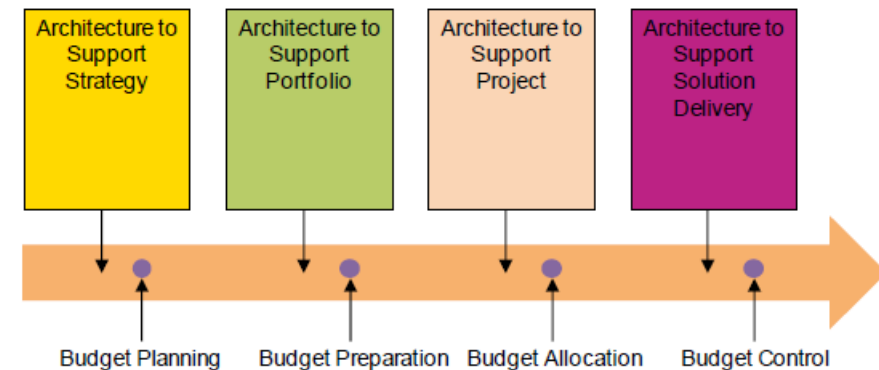 Architecture to
Support
Strategy
Architecture to
Support
Portfolio
Architecture to
Support
Project
Architecture to
Support
Solution
Delivery
Budget Planning
Budget Preparation
Budget Allocation
Budget Control